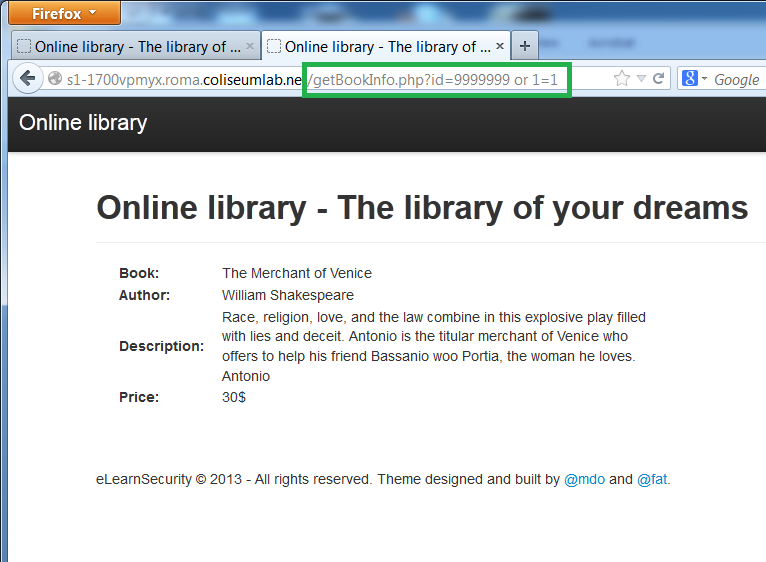 Firefox
Online library - The library of ... × Online library - The library of ... × +
s1-1700vpmyx.roma.coliseumlab.ne/getBookInfo.php?id=9999999 or 1=1 Google
Online library
Online library - The library of your dreams
Book: The Merchant of Venice
Author: William Shakespeare
Description: Race, religion, love, and the law combine in this explosive play filled
with lies and deceit. Antonio is the titular merchant of Venice who
offers to help his friend Bassanio woo Portia, the woman he loves.
Antonio
Price: 30$
eLearnSecurity © 2013 - All rights reserved. Theme designed and built by @mdo and @fat.